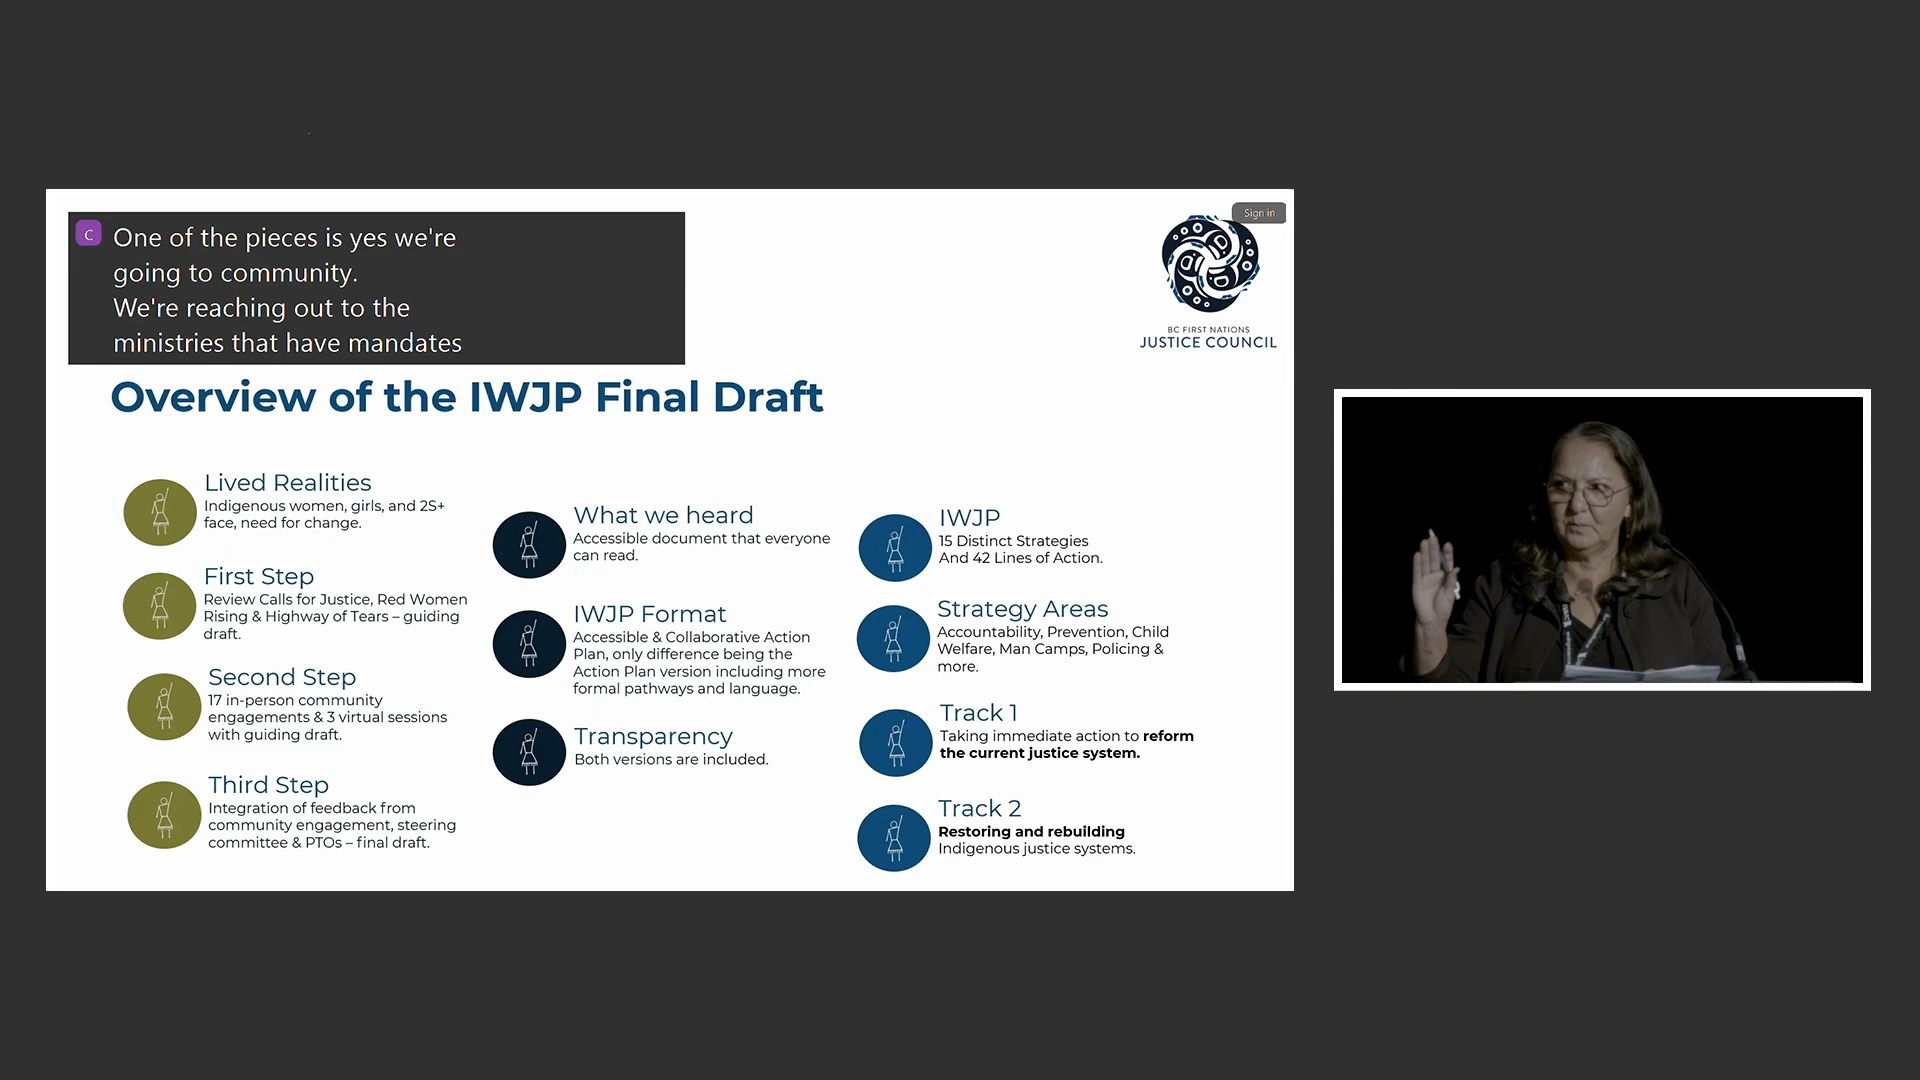 C
One of the pieces is yes we're
going to community.
We're reaching out to the
ministries that have mandates
Sign in
BC FIRST NATIONS
JUSTICE COUNCIL
Overview of the IWJP Final Draft
Lived Realities
Indigenous women, girls, and 2S+
face, need for change.
First Step
Review Calls for Justice, Red Women
Rising & Highway of Tears – guiding
draft.
Second Step
17 in-person community
engagements & 3 virtual sessions
with guiding draft.
Third Step
Integration of feedback from
community engagement, steering
committee & PTOs – final draft.
What we heard
Accessible document that everyone
can read.
IWJP Format
Accessible & Collaborative Action
Plan, only difference being the
Action Plan version including more
formal pathways and language.
Transparency
Both versions are included.
IWJP
15 Distinct Strategies
And 42 Lines of Action.
Strategy Areas
Accountability, Prevention, Child
Welfare, Man Camps, Policing &
more.
Track 1
Taking immediate action to reform
the current justice system.
Track 2
Restoring and rebuilding
Indigenous justice systems.